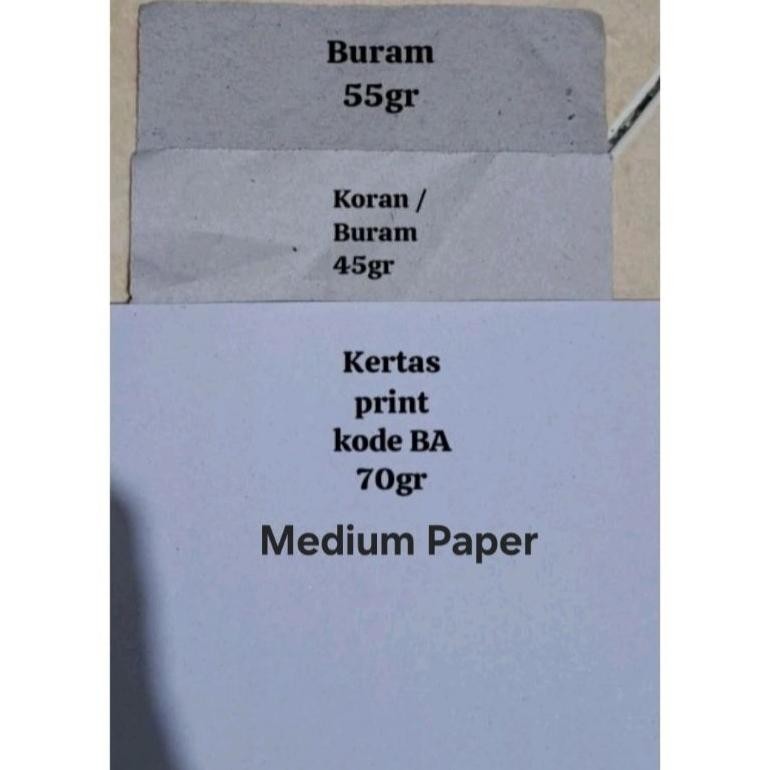 Buram
55gr
Koran /
Buram
45gr
Kertas
print
kode BA
70gr
Medium Paper